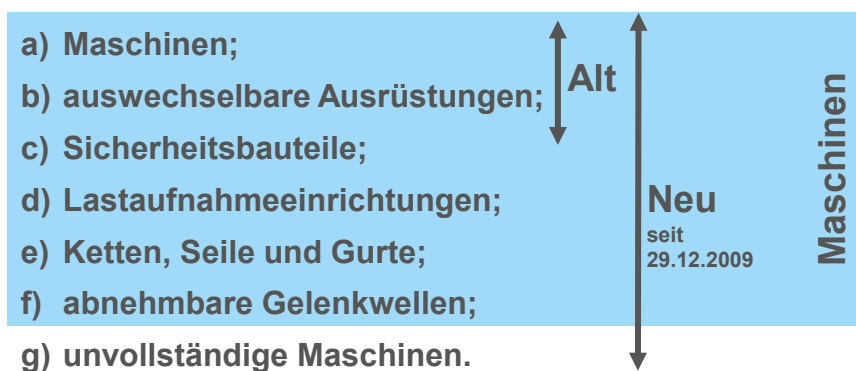 a) Maschinen;
b) auswechselbare Ausrüstungen;
c) Sicherheitsbauteile;
d) Lastaufnahmeeinrichtungen;
e) Ketten, Seile und Gurte;
f) abnehmbare Gelenkwellen;
g) unvollständige Maschinen.
Alt
Neu
seit
29.12.2009
Maschinen